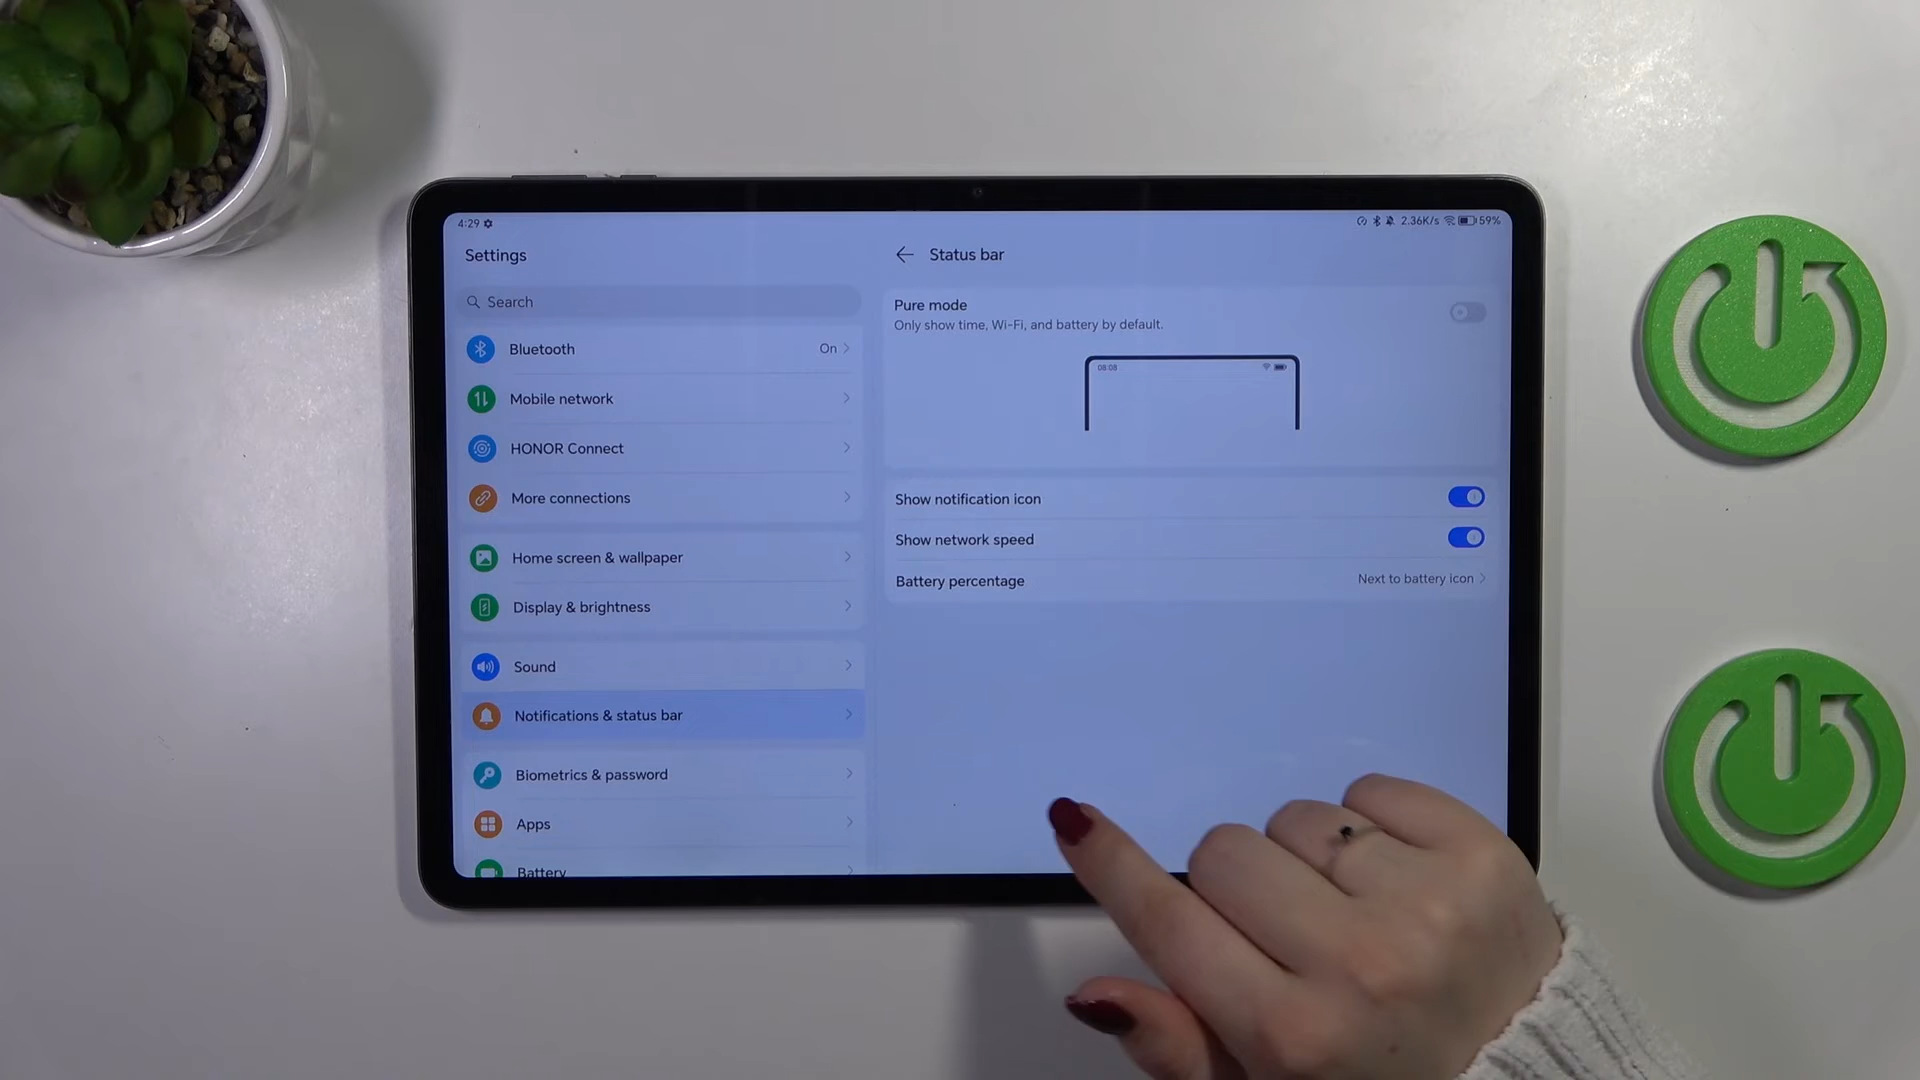 4:29
2.36K/s 59%
Settings
Search
Bluetooth On
Mobile network
HONOR Connect
More connections
Home screen & wallpaper
Display & brightness
Sound
Notifications & status bar
Biometrics & password
Apps
Battery
Status bar
Pure mode
Only show time, Wi-Fi, and battery by default.
08:08
Show notification icon
Show network speed
Battery percentage Next to battery icon